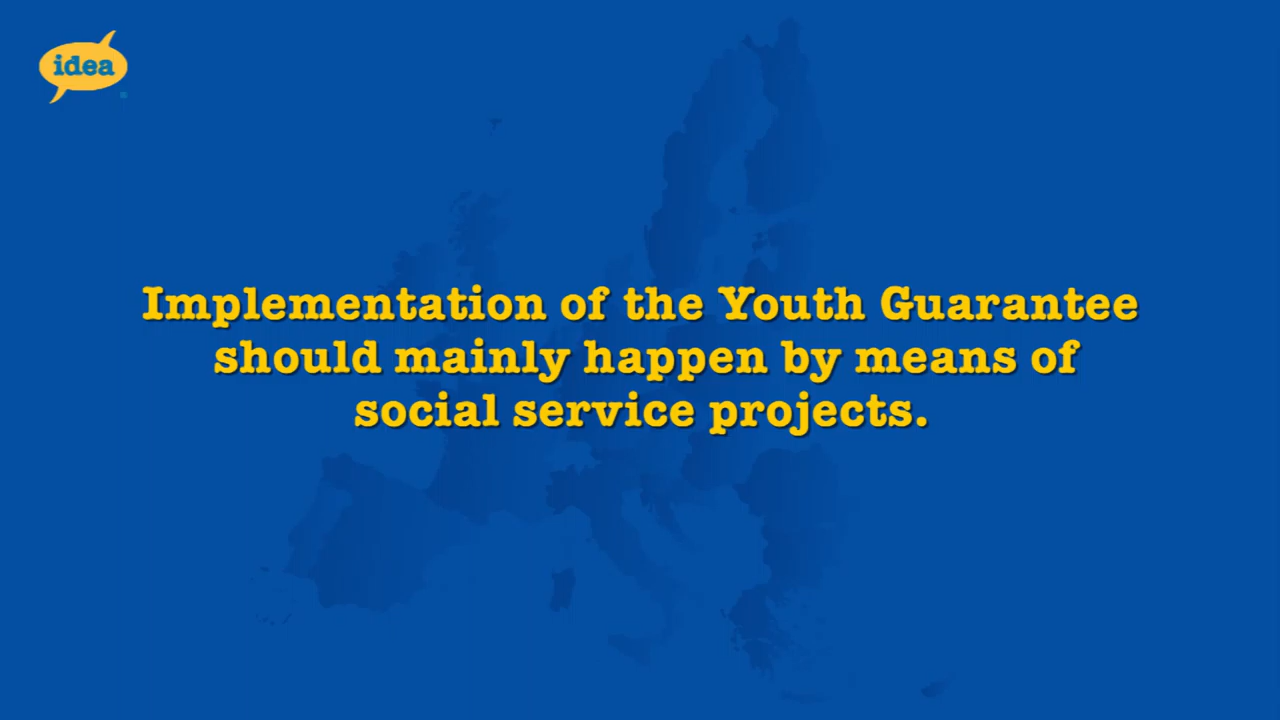 idea
Implementation of the Youth Guarantee
should mainly happen by means of
social service projects.